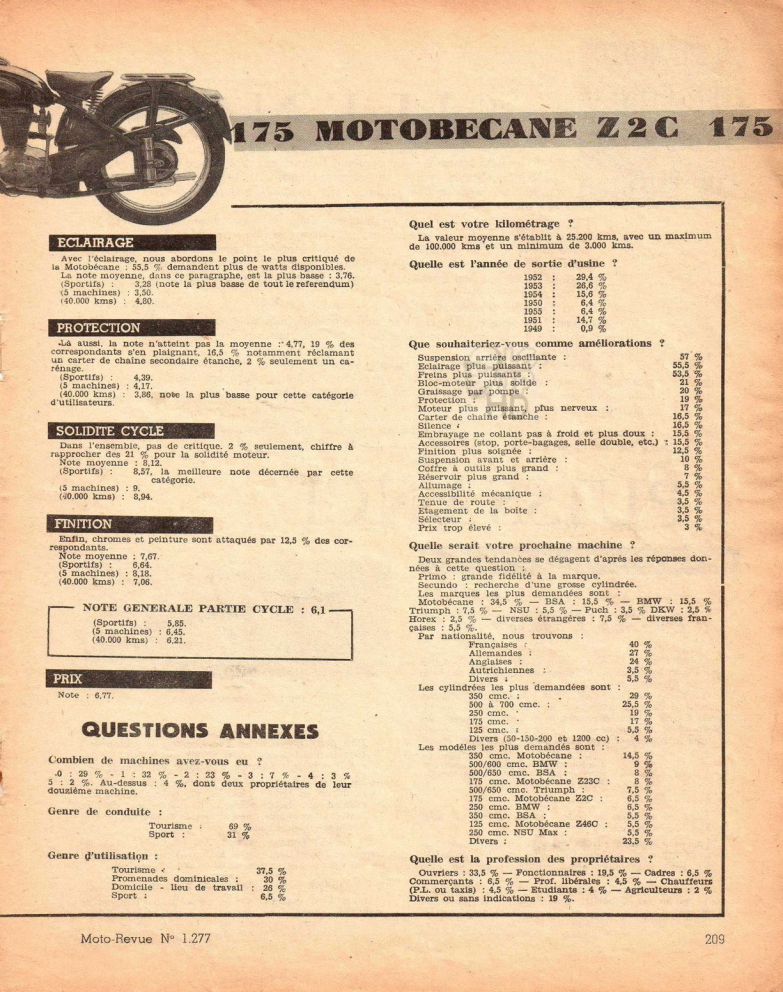 175 MOTOBECANE Z2C 175
ECLAIRAGE
Avec l'éclairage, nous abordons le point le plus critiqué de
la Motobécane : 55,5 % demandent plus de watts disponibles.
La note moyenne, dans ce paragraphe, est la plus basse : 3,76.
(Sportifs) : 3,28 (note la plus basse de tout le referendum)
(5 machines) : 3,50.
(40.000 kms) : 4,80.
PROTECTION
Là aussi, la note n'atteint pas la moyenne : 4,77, 19 % des
correspondants s'en plaignant, 16,5 % notamment réclamant
un carter de chaîne secondaire étanche, 2 % seulement un ca-
rénage.
(Sportifs) : 4,39.
(5 machines) : 4,17.
(40.000 kms) : 3,86, note la plus basse pour cette catégorie
d'utilisateurs.
SOLIDITE CYCLE
Dans l'ensemble, pas de critique. 2 % seulement, chiffre à
rapprocher des 21 % pour la solidité moteur.
Note moyenne : 8,12.
(Sportifs) : 8,57, la meilleure note décernée par cette
catégorie.
(5 machines) : 9.
(40.000 kms) : 8,94.
FINITION
Enfin, chromes et peinture sont attaqués par 12,5 % des cor-
respondants.
Note moyenne : 7,67.
(Sportifs) : 6,64.
(5 machines) : 8,18.
(40.000 kms) : 7,06.
NOTE GENERALE PARTIE CYCLE : 6,1
(Sportifs) : 5,85.
(5 machines) : 6,45.
(40.000 kms) : 6,21.
PRIX
Note : 6,77.
QUESTIONS ANNEXES
Combien de machines avez-vous eu ?
0 : 29 % - 1 : 32 % - 2 : 23 % - 3 : 7 % - 4 : 3 %
5 : 2 %. Au-dessus : 4 %, dont deux propriétaires de leur
douzième machine.
Genre de conduite :
Tourisme : 69 %
Sport : 31 %
Genre d'utilisation :
Tourisme : 37,5 %
Promenades dominicales : 30 %
Domicile - lieu de travail : 26 %
Sport : 6,5 %
Quel est votre kilométrage ?
La valeur moyenne s'établit à 25.200 kms, avec un maximum
de 100.000 kms et un minimum de 3.000 kms.
Quelle est l'année de sortie d'usine ?
1952 : 29,4 %
1953 : 26,6 %
1954 : 15,6 %
1950 : 6,4 %
1955 : 6,4 %
1951 : 14,7 %
1949 : 0,9 %
Que souhaiteriez-vous comme améliorations ?
Suspension arrière oscillante : 57 %
Eclairage plus puissant : 55,5 %
Freins plus puissants : 53,5 %
Bloc-moteur plus solide : 21 %
Graissage par pompe : 20 %
Protection : 19 %
Moteur plus puissant, plus nerveux : 17 %
Carter de chaîne étanche : 16,5 %
Silence : 16,5 %
Embrayage ne collant pas à froid et plus doux : 15,5 %
Accessoires (stop, porte-bagages, selle double, etc.) : 15,5 %
Finition plus soignée : 12,5 %
Suspension avant et arrière : 10 %
Coffre à outils plus grand : 8 %
Réservoir plus grand : 7 %
Allumage : 5,5 %
Accessibilité mécanique : 4,5 %
Tenue de route : 3,5 %
Etagement de la boîte : 3,5 %
Sélecteur : 3,5 %
Prix trop élevé : 3 %
Quelle serait votre prochaine machine ?
Deux grandes tendances se dégagent d'après les réponses don-
nées à cette question :
Primo : grande fidélité à la marque.
Secundo : recherche d'une grosse cylindrée.
Les marques les plus demandées sont :
Motobécane : 34,5 % — BSA : 15,5 % — BMW : 15,5 %
Triumph : 7,5 % — NSU : 5,5 % — Puch : 3,5 % DKW : 2,5 %
Horex : 2,5 % — diverses étrangères : 7,5 % — diverses fran-
çaises : 5,5 %.
Par nationalité, nous trouvons :
Françaises : 40 %
Allemandes : 27 %
Anglaises : 24 %
Autrichiennes : 3,5 %
Divers : 5,5 %
Les cylindrées les plus demandées sont :
350 cmc. : 29 %
500 à 700 cmc. : 25,5 %
250 cmc. 19 %
175 cmc. 17 %
125 cmc. : 5,5 %
Divers (50-150-200 et 1200 cc) : 4 %
Les modèles les plus demandés sont :
350 cmc. Motobécane : 14,5 %
500/600 cmc. BMW : 9 %
500/650 cmc. BSA : 8 %
175 cmc. Motobécane Z23C : 8 %
500/650 cmc. Triumph : 7,5 %
175 cmc. Motobécane Z2C : 6,5 %
250 cmc. BMW : 6,5 %
350 cmc. BSA : 5,5 %
125 cmc. Motobécane Z46C : 5,5 %
250 cmc. NSU Max : 5,5 %
Divers : 23,5 %
Quelle est la profession des propriétaires ?
Ouvriers : 33,5 % — Fonctionnaires : 19,5 % — Cadres : 6,5 %
Commerçants : 6,5 % — Prof. libérales : 4,5 % — Chauffeurs
(P.L. ou taxis) : 4,5 % — Etudiants : 4 % — Agriculteurs : 2 %
Divers ou sans indications : 19 %.
Moto-Revue N° 1.277
209